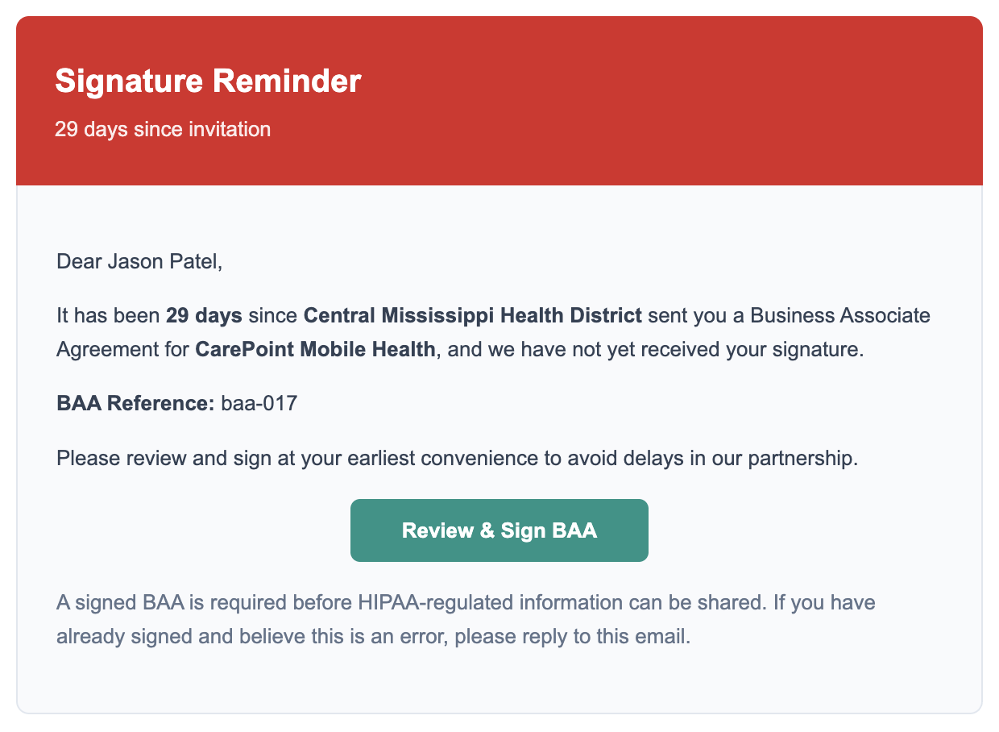 Signature Reminder
29 days since invitation
Dear Jason Patel,
It has been 29 days since Central Mississippi Health District sent you a Business Associate
Agreement for CarePoint Mobile Health, and we have not yet received your signature.
BAA Reference: baa-017
Please review and sign at your earliest convenience to avoid delays in our partnership.
Review & Sign BAA
A signed BAA is required before HIPAA-regulated information can be shared. If you have
already signed and believe this is an error, please reply to this email.